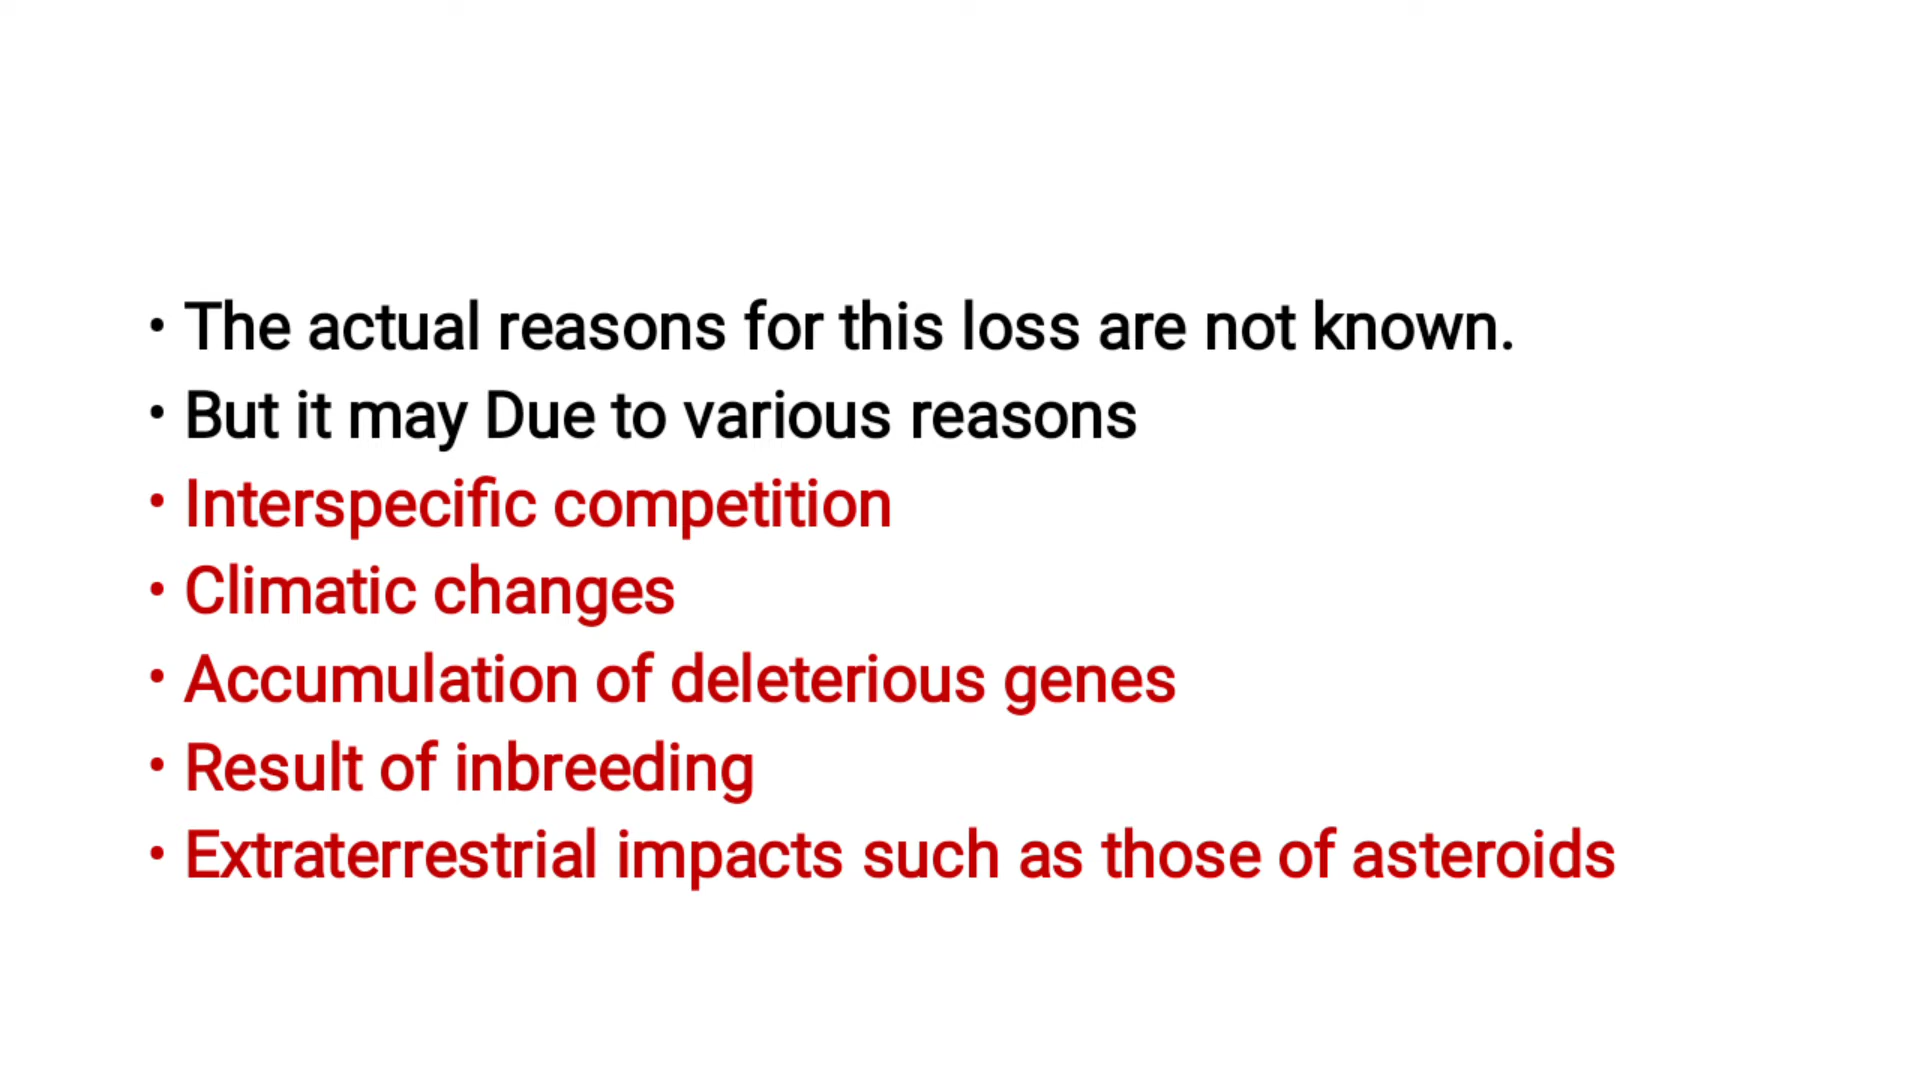 • The actual reasons for this loss are not known.
• But it may Due to various reasons
• Interspecific competition
• Climatic changes
• Accumulation of deleterious genes
• Result of inbreeding
• Extraterrestrial impacts such as those of asteroids